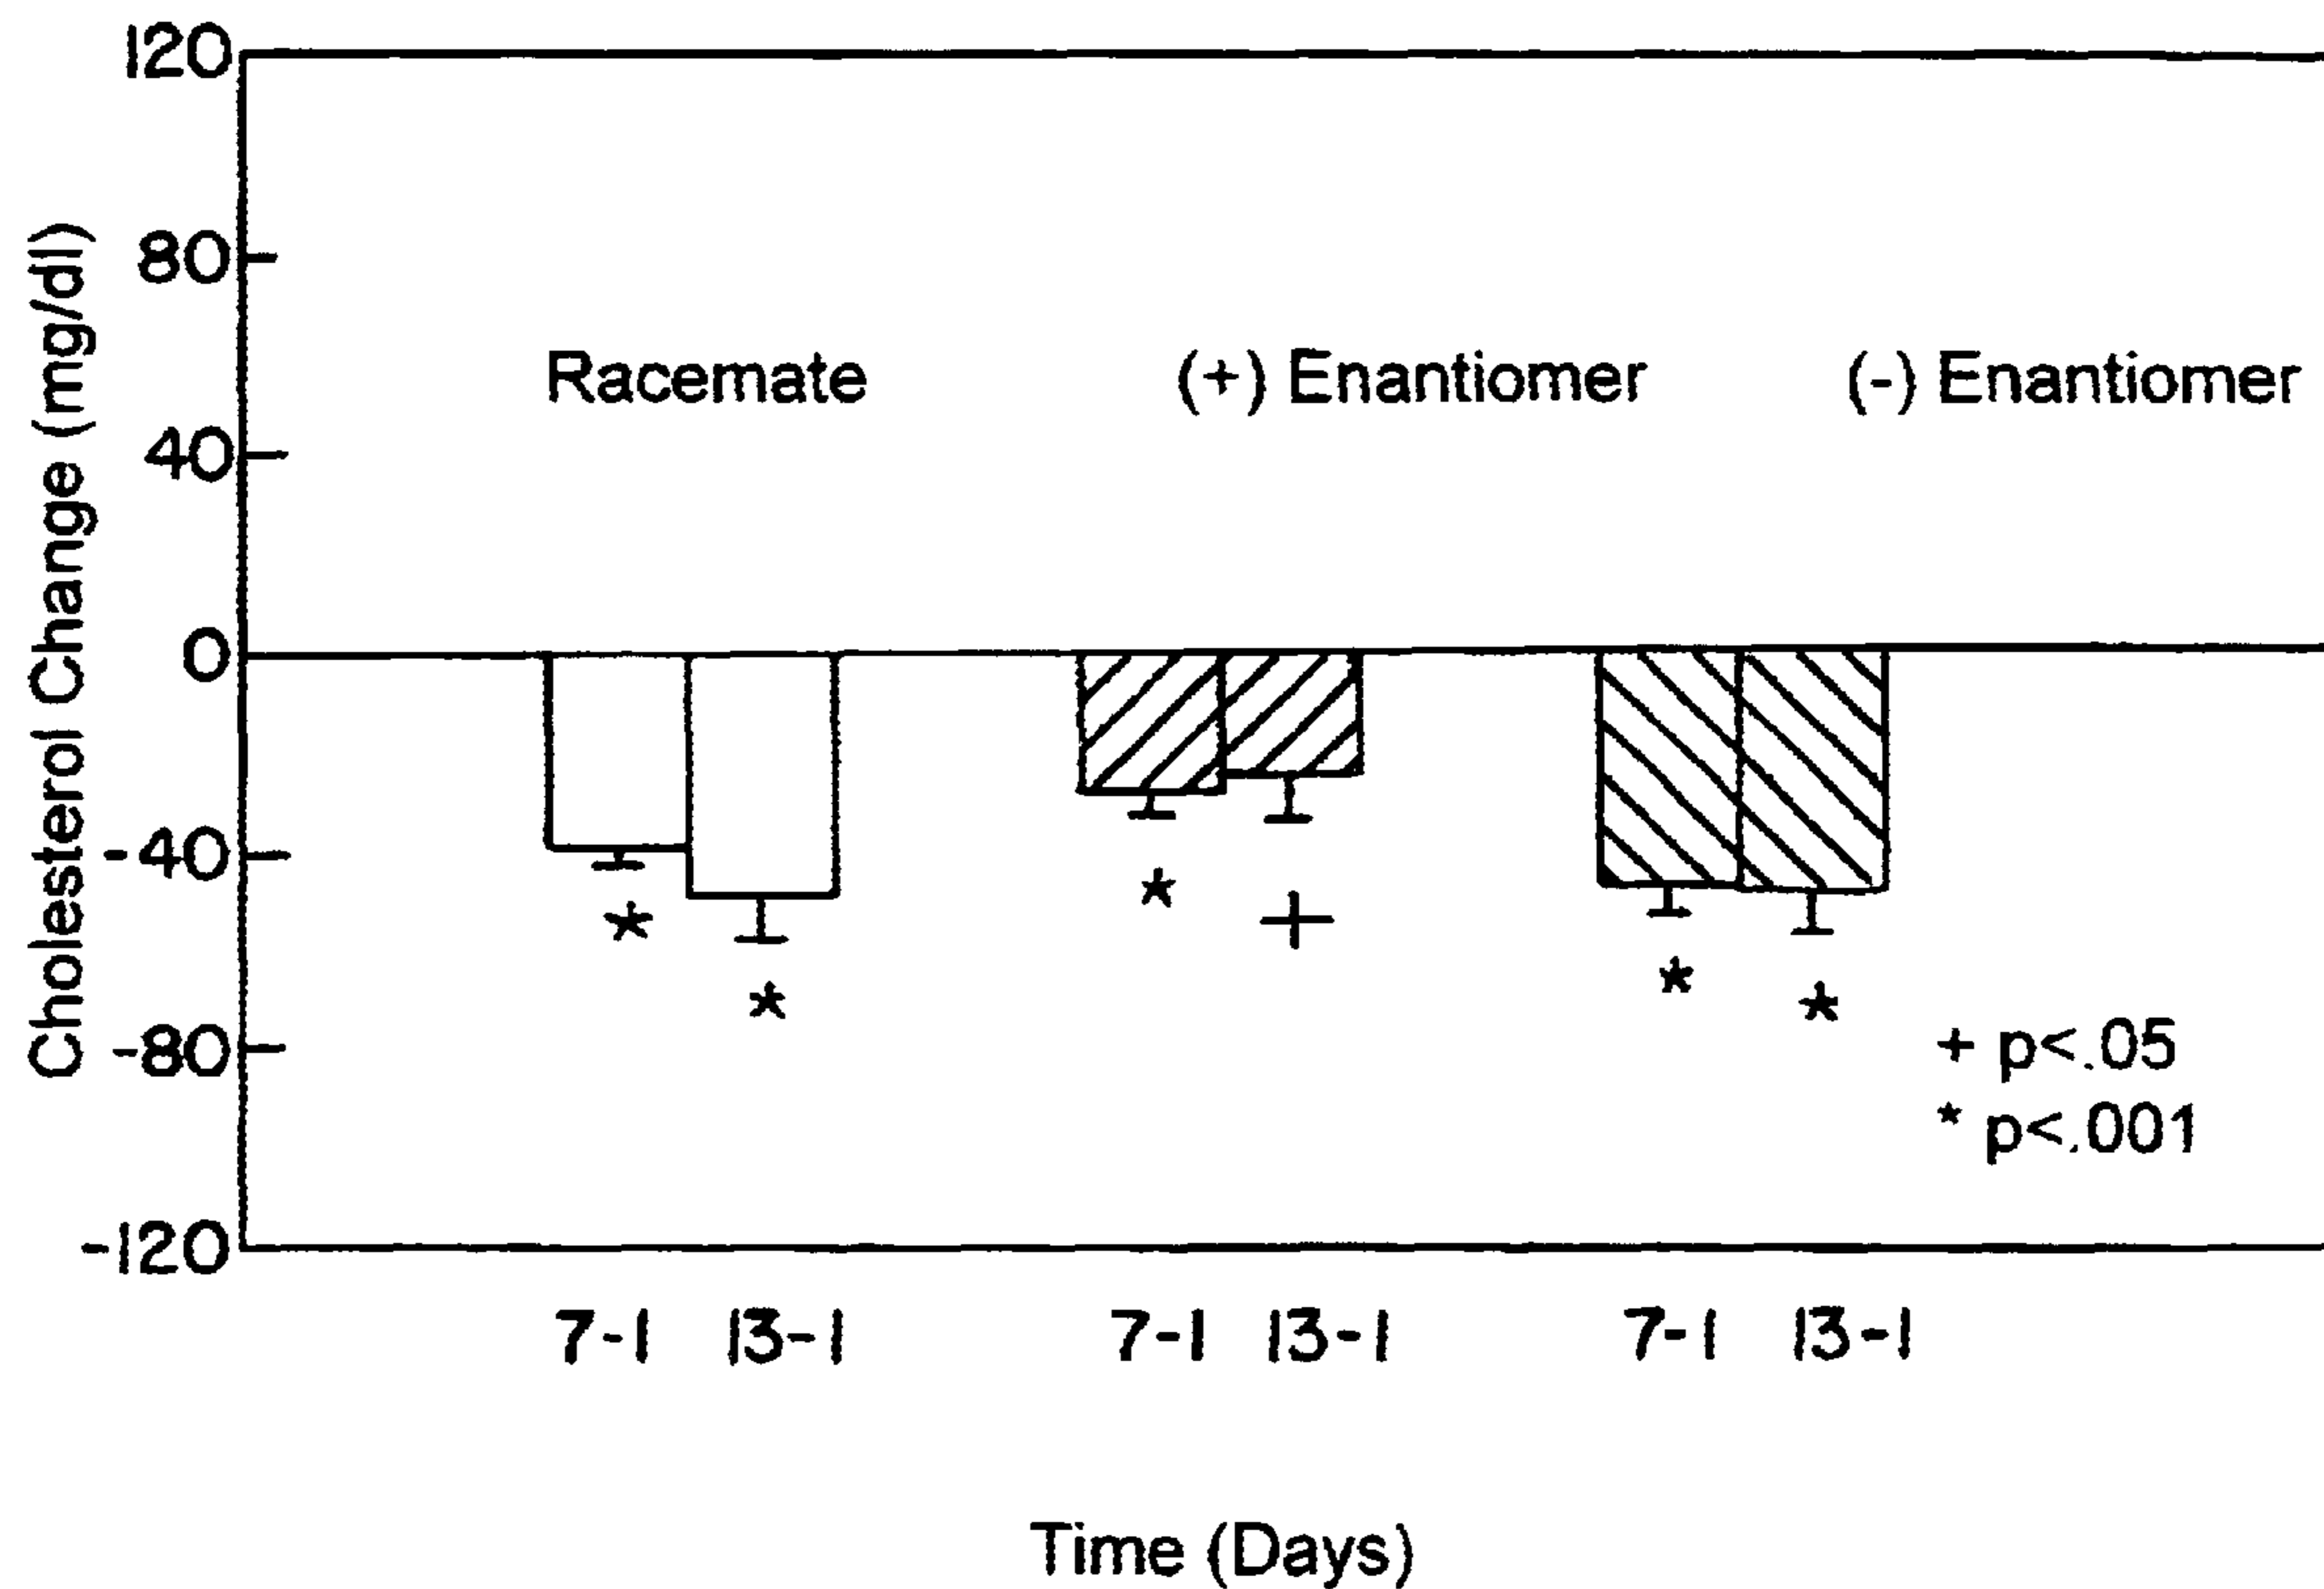 120
80
40
0
-40
-80
-120
Cholesterol Change (mg/dl)
Racemate (+) Enantiomer (-) Enantiomer
* * * + * *
+ p<.05
* p<.001
7-1 13-1 7-1 13-1 7-1 13-1
Time (Days)